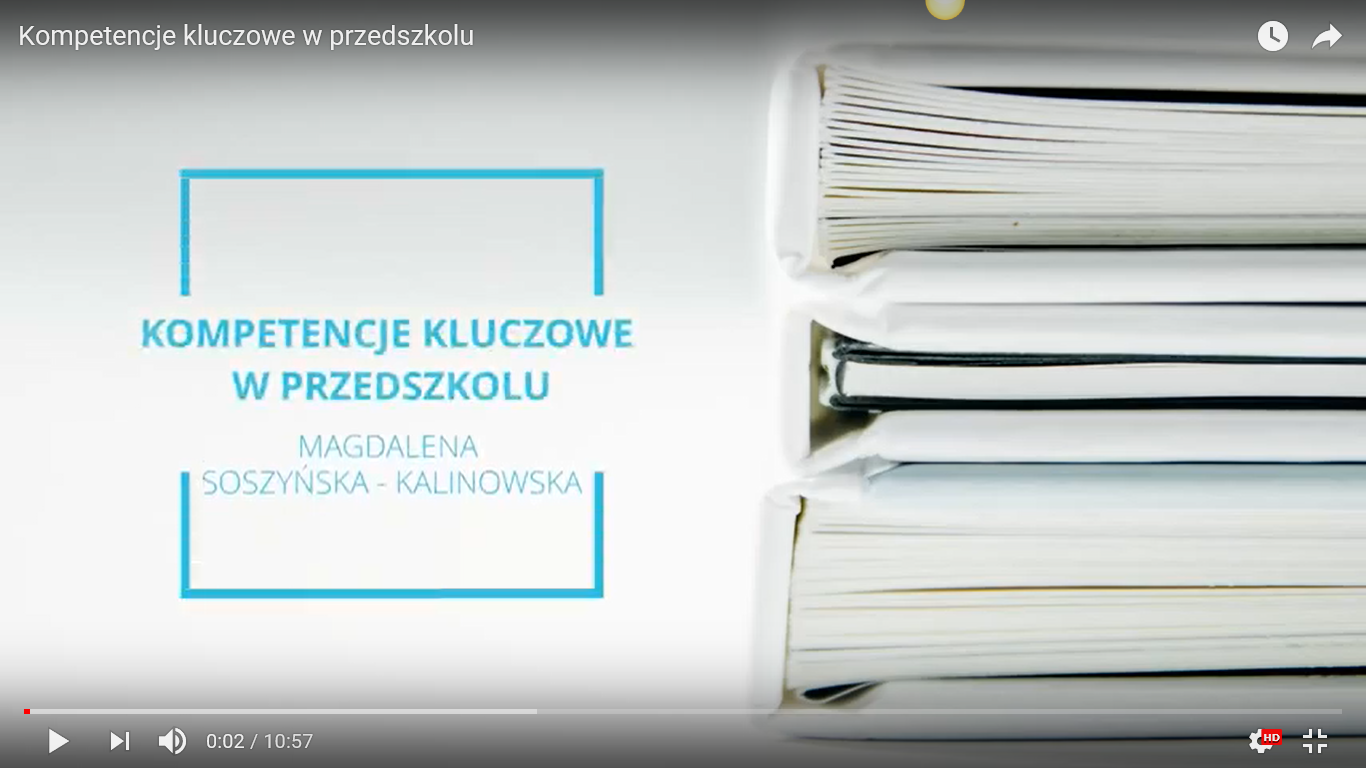 Kompetencje kluczowe w przedszkolu
KOMPETENCJE KLUCZOWE
W PRZEDSZKOLU
MAGDALENA
SOSZYŃSKA - KALINOWSKA
0:02 / 10:57
HD